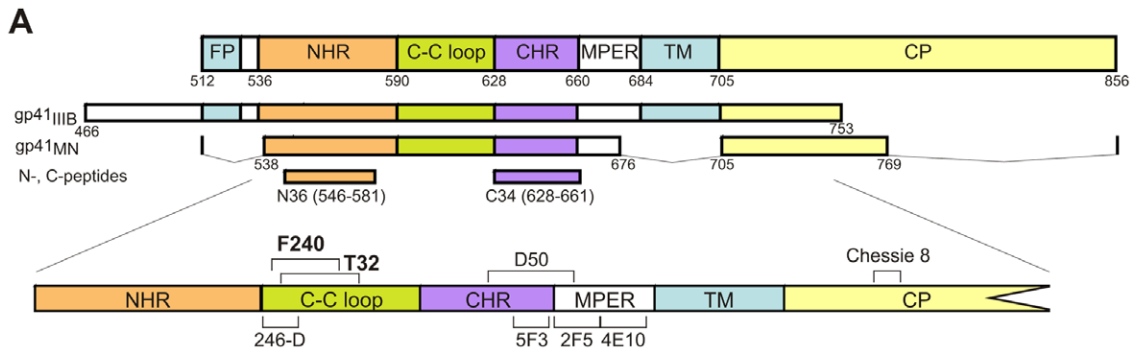 A
FP NHR C-C loop CHR MPER TM CP
512 536 590 628 660 684 705 856
gp41IIIB
466 753
gp41MN
538 676 705 769
N-, C-peptides
N36 (546-581) C34 (628-661)
F240
T32 D50 Chessie 8
NHR C-C loop CHR MPER TM CP
246-D 5F3 2F5 4E10